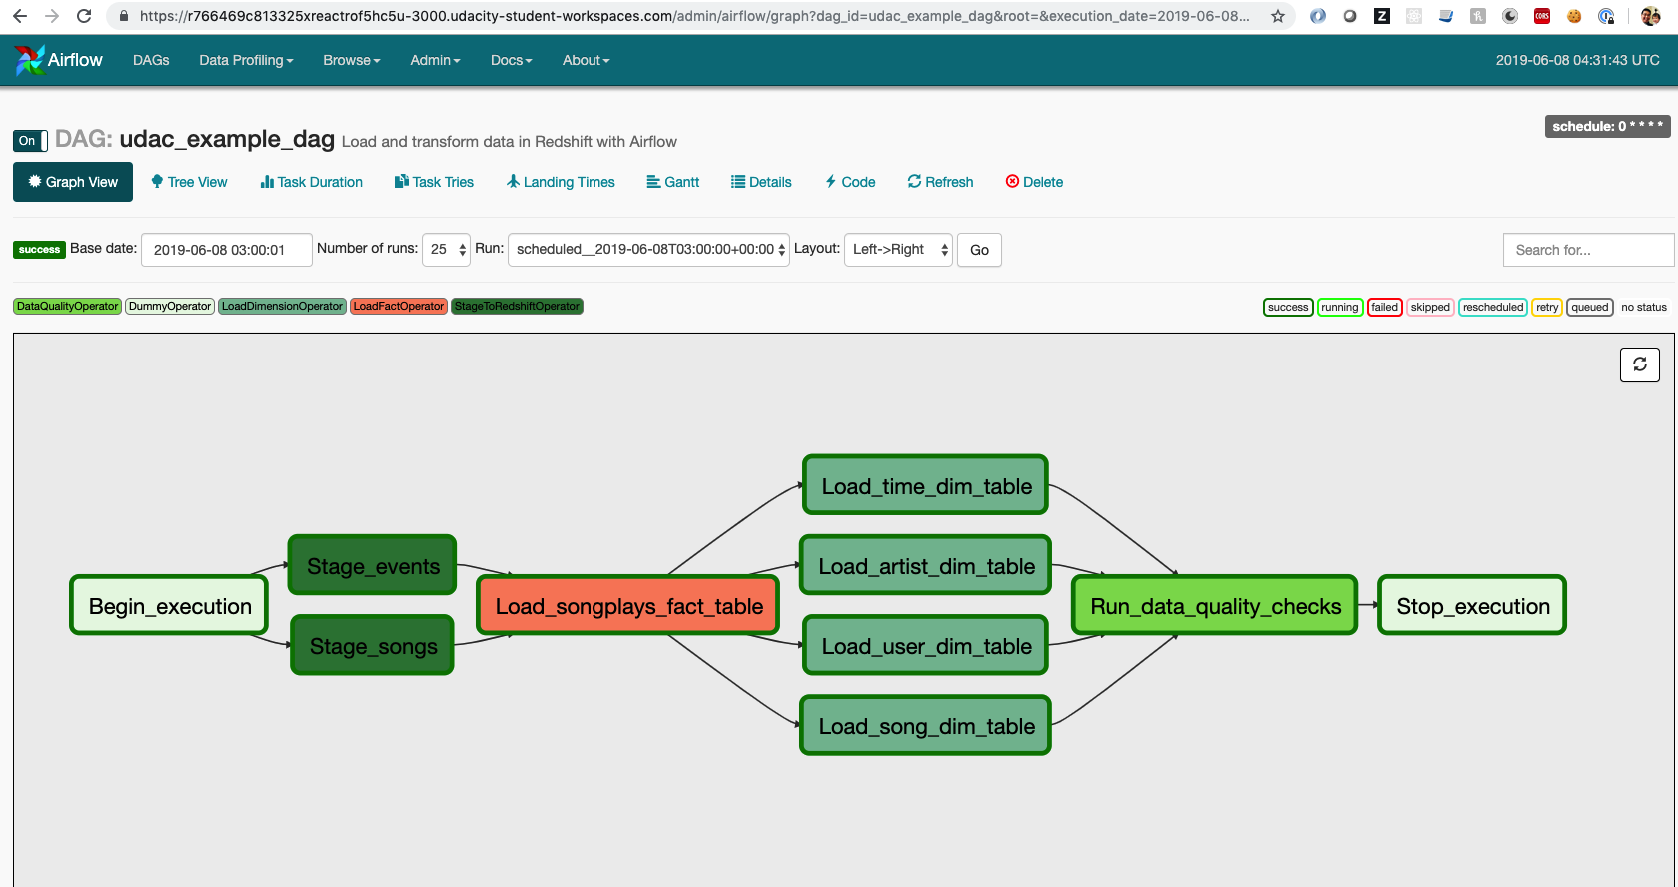 https://r766469c813325xreactrof5hc5u-3000.udacity-student-workspaces.com/admin/airflow/graph?dag_id=udac_example_dag&root=&execution_date=2019-06-08...
Airflow DAGs Data Profiling Browse Admin Docs About 2019-06-08 04:31:43 UTC
schedule: 0 * * * *
On DAG: udac_example_dag Load and transform data in Redshift with Airflow
Graph View Tree View Task Duration Task Tries Landing Times Gantt Details Code Refresh Delete
success Base date: 2019-06-08 03:00:01 Number of runs: 25 Run: scheduled__2019-06-08T03:00:00+00:00 Layout: Left->Right Go Search for...
DataQualityOperator DummyOperator LoadDimensionOperator LoadFactOperator StageToRedshiftOperator success running failed skipped rescheduled retry queued no status
Load_time_dim_table
Stage_events Load_artist_dim_table
Begin_execution Load_songplays_fact_table Run_data_quality_checks Stop_execution
Stage_songs Load_user_dim_table
Load_song_dim_table